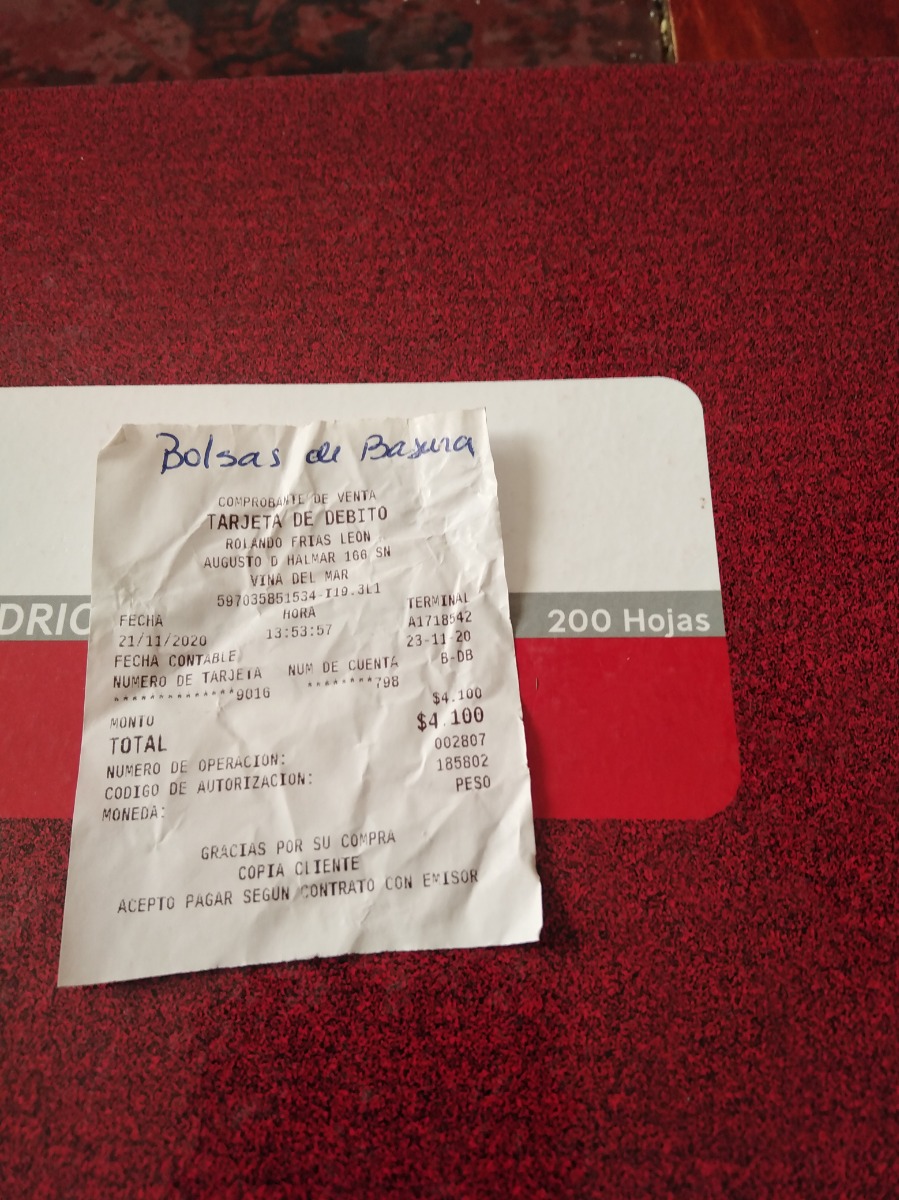 Bolsas de Basura
COMPROBANTE DE VENTA
TARJETA DE DEBITO
ROLANDO FRIAS LEON
AUGUSTO D HALMAR 166 SN
VINA DEL MAR
597035851534-I19.3L1
FECHA HORA TERMINAL
21/11/2020 13:53:57 A1718542
FECHA CONTABLE 23-11-20
NUMERO DE TARJETA NUM DE CUENTA B-DB
**************9016 ********798
MONTO $4.100
TOTAL $4.100
NUMERO DE OPERACION: 002807
CODIGO DE AUTORIZACION: 185802
MONEDA: PESO
GRACIAS POR SU COMPRA
COPIA CLIENTE
ACEPTO PAGAR SEGUN CONTRATO CON EMISOR
DRIC
200 Hojas